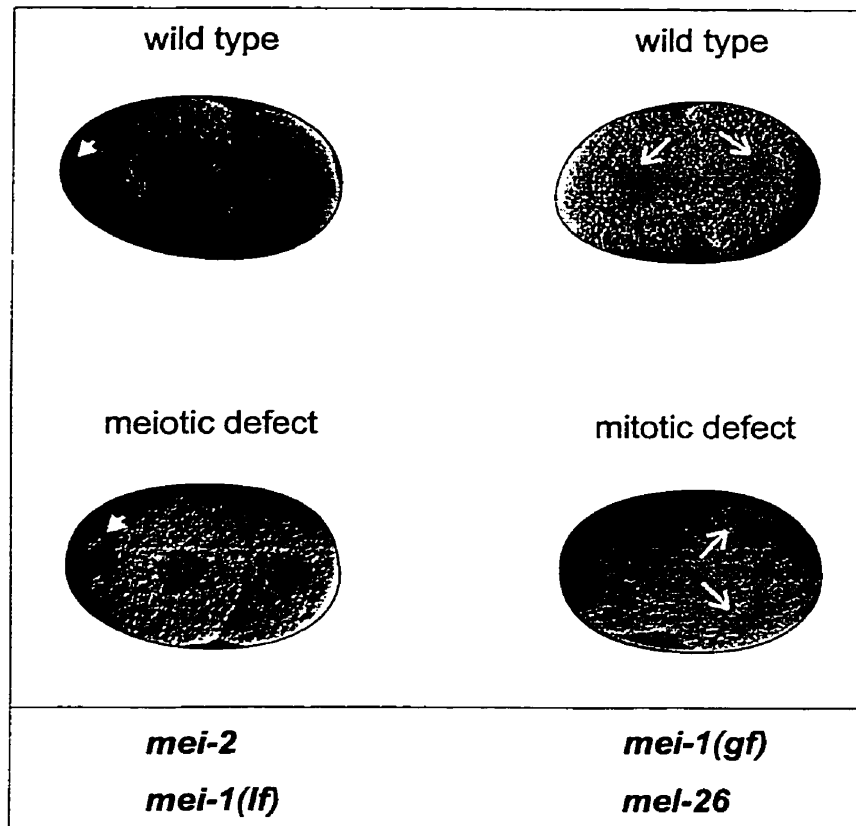 wild type
wild type
meiotic defect
mitotic defect
mei-2
mei-1(gf)
mei-1(lf)
mel-26